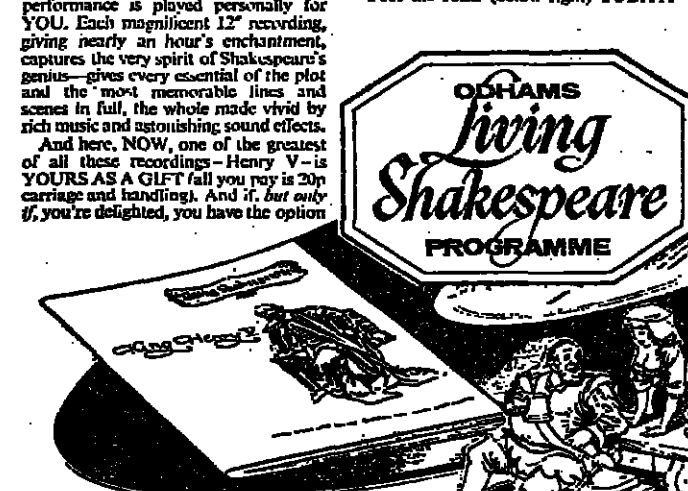 performance is played personally for
YOU. Each magnificent 12" recording,
giving nearly an hour's enchantment,
captures the very spirit of Shakespeare's
genius—gives every essential of the plot
and the most memorable lines and
scenes in full, the whole made vivid by
rich music and astonishing sound effects.
And here, NOW, one of the greatest
of all these recordings–Henry V–is
YOURS AS A GIFT (all you pay is 20p
carriage and handling). And if, but only
if, you're delighted, you have the option
ODHAMS
Living
Shakespeare
PROGRAMME
King Henry V